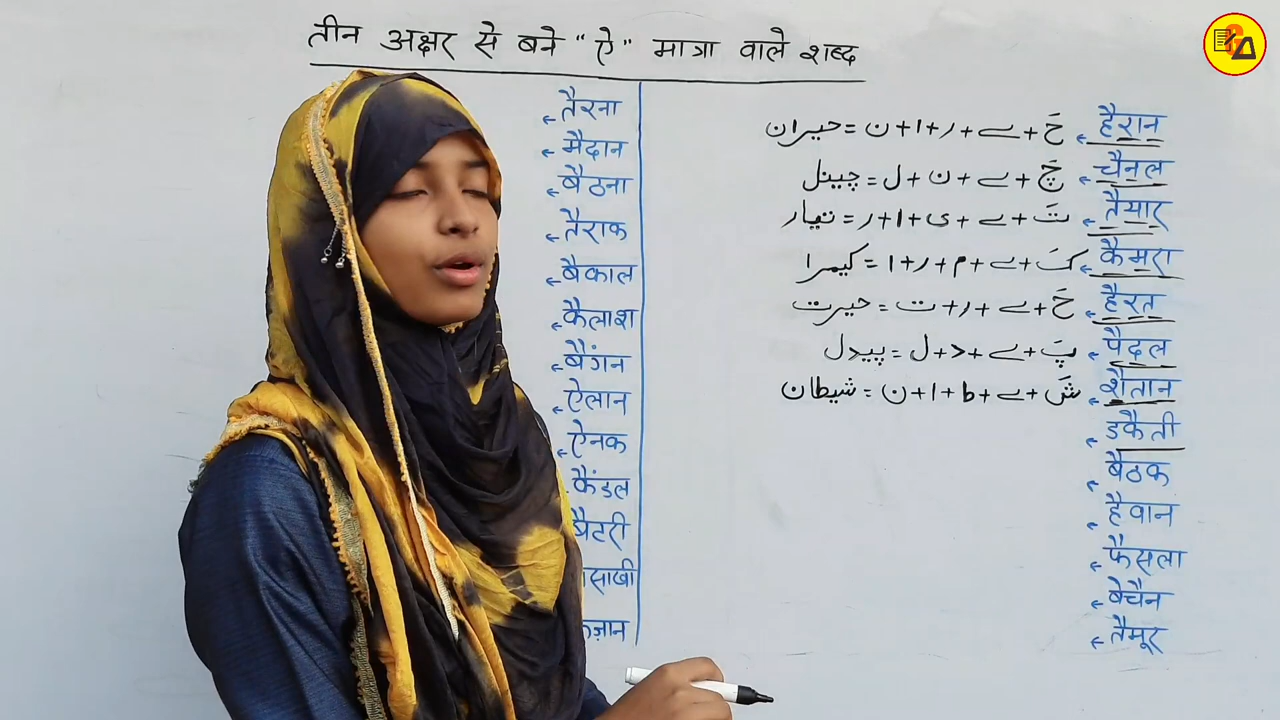 तीन अक्षर से बने "ऐ" मात्रा वाले शब्द
तैरना
मैदान
बैठना
तैराक
बैकाल
कैलाश
बैंगन
ऐलान
ऐनक
कैंडल
बैटरी
हैरान ← حَ + ے + ر + ا + ن = حیران
चैनल ← چَ + ے + ن + ل = چینل
तैयार ← تَ + ے + ی + ا + ر = تیار
कैमरा ← کَ + ے + م + ر + ا = کیمرا
हैरत ← حَ + ے + ر + ت = حیرت
पैदल ← پَ + ے + د + ل = پیدل
शैतान ← شَ + ے + ط + ا + ن = شیطان
डकैती
बैठक
हैवान
फैसला
बेचैन
तैमूर